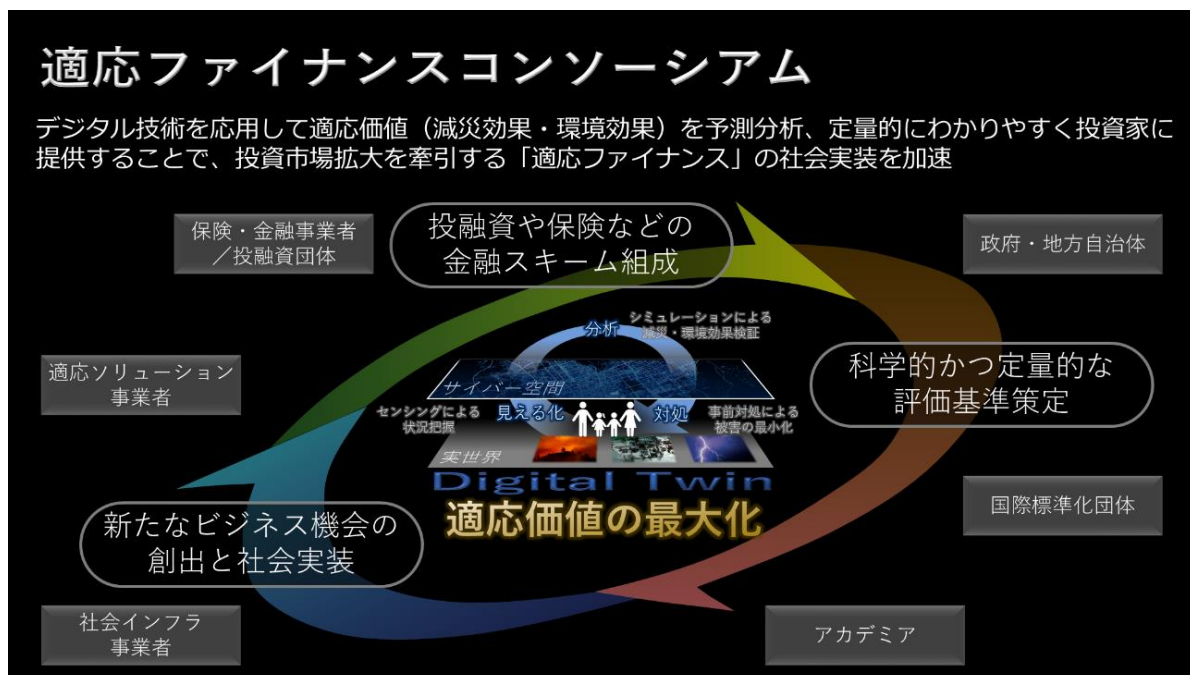 適応ファイナンスコンソーシアム
デジタル技術を応用して適応価値（減災効果・環境効果）を予測分析、定量的にわかりやすく投資家に
提供することで、投資市場拡大を牽引する「適応ファイナンス」の社会実装を加速
保険・金融事業者
／投融資団体
投融資や保険などの
金融スキーム組成
政府・地方自治体
分析
シミュレーションによる
減災・環境効果検証
適応ソリューション
事業者
サイバー空間
科学的かつ定量的な
評価基準策定
センシングによる
状況把握
見える化
対処
事前対処による
被害の最小化
実世界
Digital Twin
適応価値の最大化
国際標準化団体
新たなビジネス機会の
創出と社会実装
社会インフラ
事業者
アカデミア